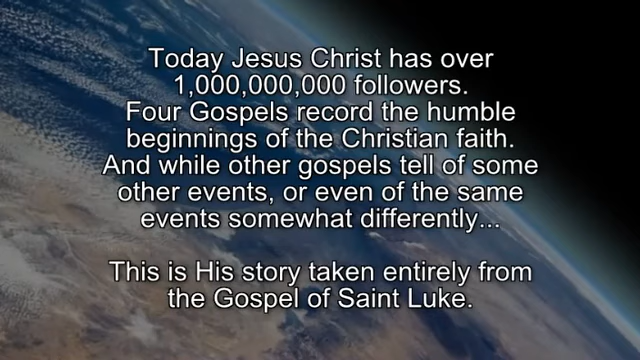 Today Jesus Christ has over
1,000,000,000 followers.
Four Gospels record the humble
beginnings of the Christian faith.
And while other gospels tell of some
other events, or even of the same
events somewhat differently...
This is His story taken entirely from
the Gospel of Saint Luke.